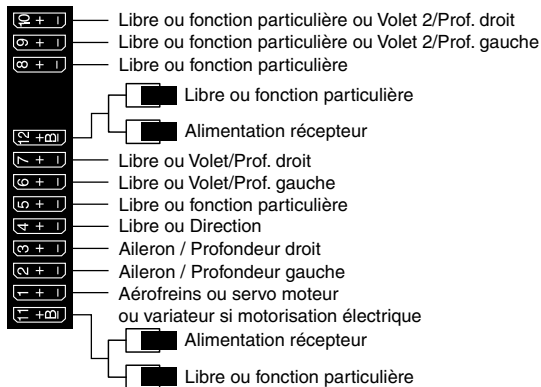 10 + - Libre ou fonction particulière ou Volet 2/Prof. droit
9 + - Libre ou fonction particulière ou Volet 2/Prof. gauche
8 + - Libre ou fonction particulière
Libre ou fonction particulière
12 +B- Alimentation récepteur
7 + - Libre ou Volet/Prof. droit
6 + - Libre ou Volet/Prof. gauche
5 + - Libre ou fonction particulière
4 + - Libre ou Direction
3 + - Aileron / Profondeur droit
2 + - Aileron / Profondeur gauche
1 + - Aérofreins ou servo moteur
11 +B- ou variateur si motorisation électrique
Alimentation récepteur
Libre ou fonction particulière